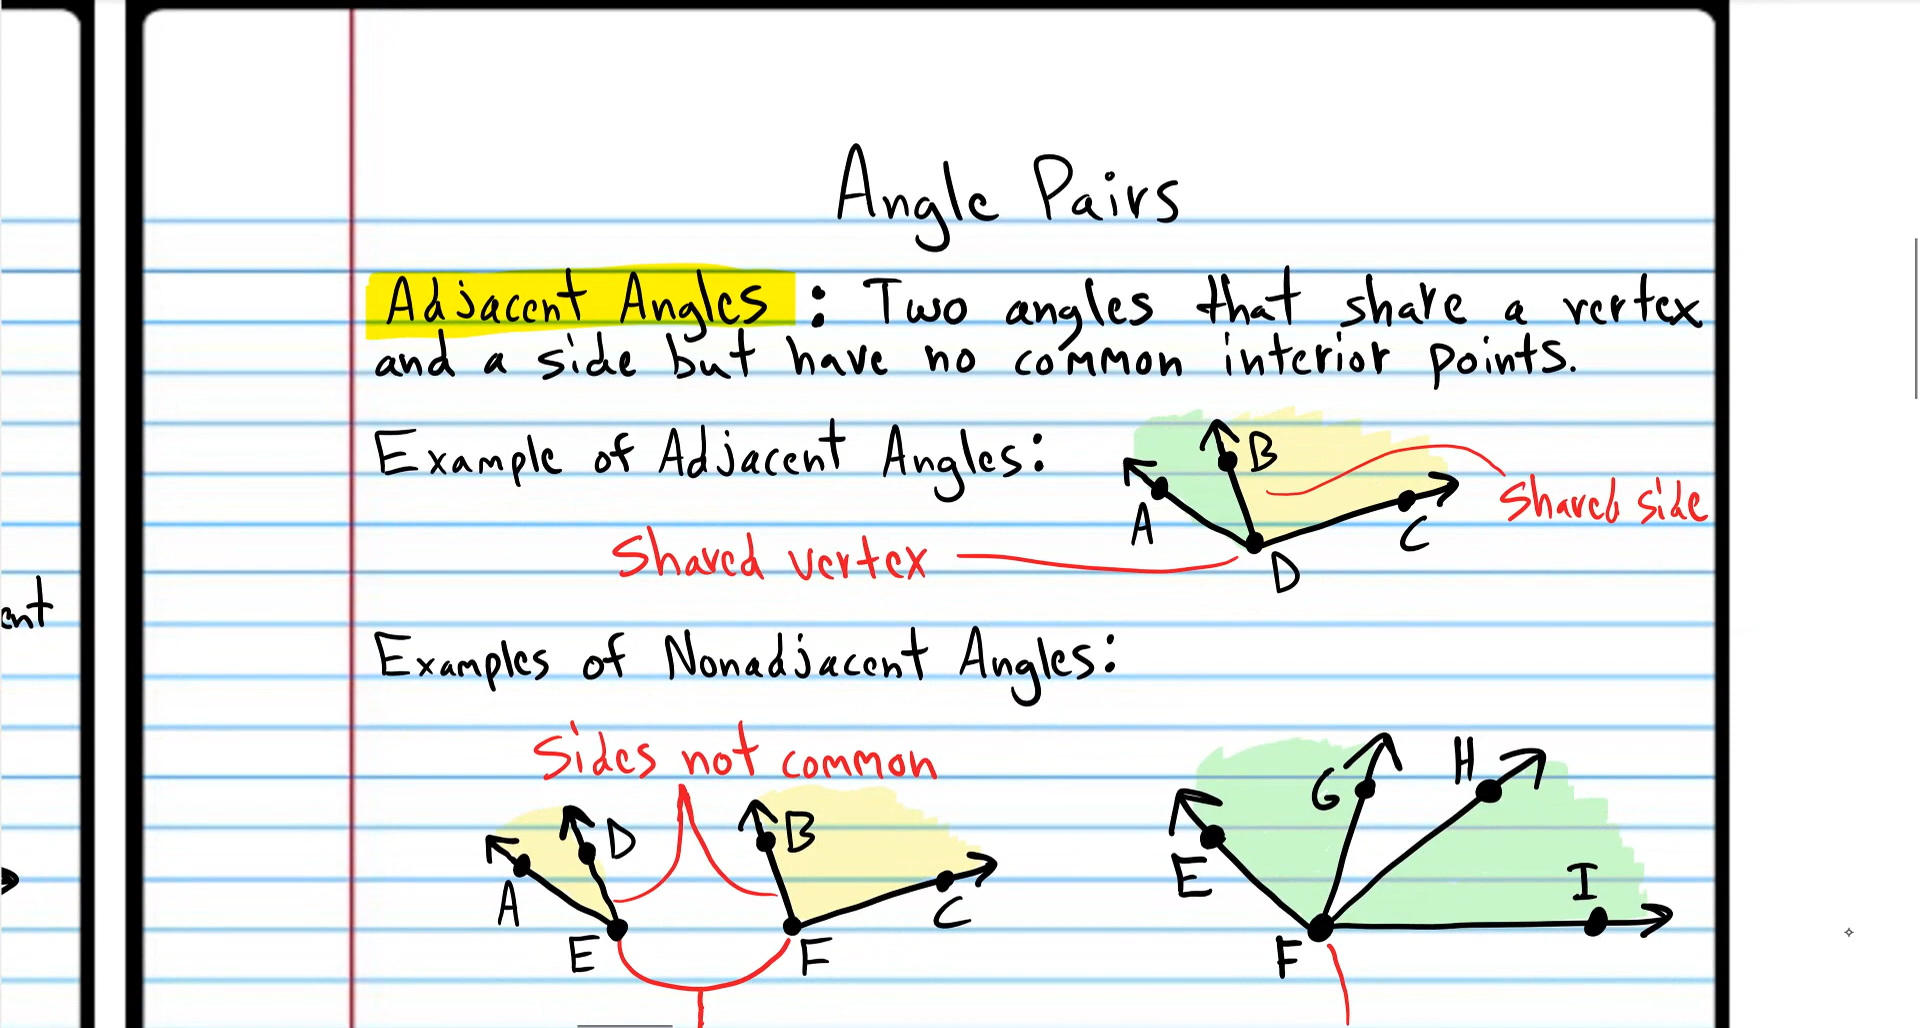 Angle Pairs
Adjacent Angles : Two angles that share a vertex
and a side but have no common interior points.
Example of Adjacent Angles:
B
A
C
Shared side
Shared vertex
D
ent
Examples of Nonadjacent Angles:
Sides not common
D
B
A
C
E
F
G
H
E
I
F